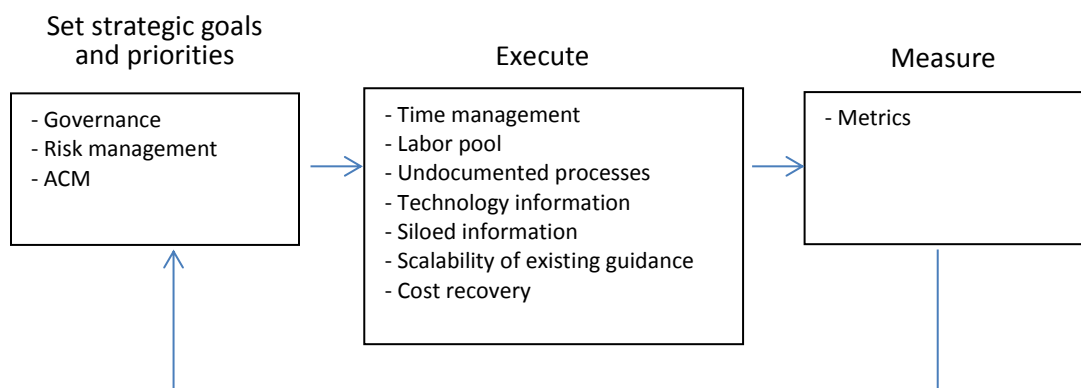 Set strategic goals
and priorities
- Governance
- Risk management
- ACM
Execute
- Time management
- Labor pool
- Undocumented processes
- Technology information
- Siloed information
- Scalability of existing guidance
- Cost recovery
Measure
- Metrics